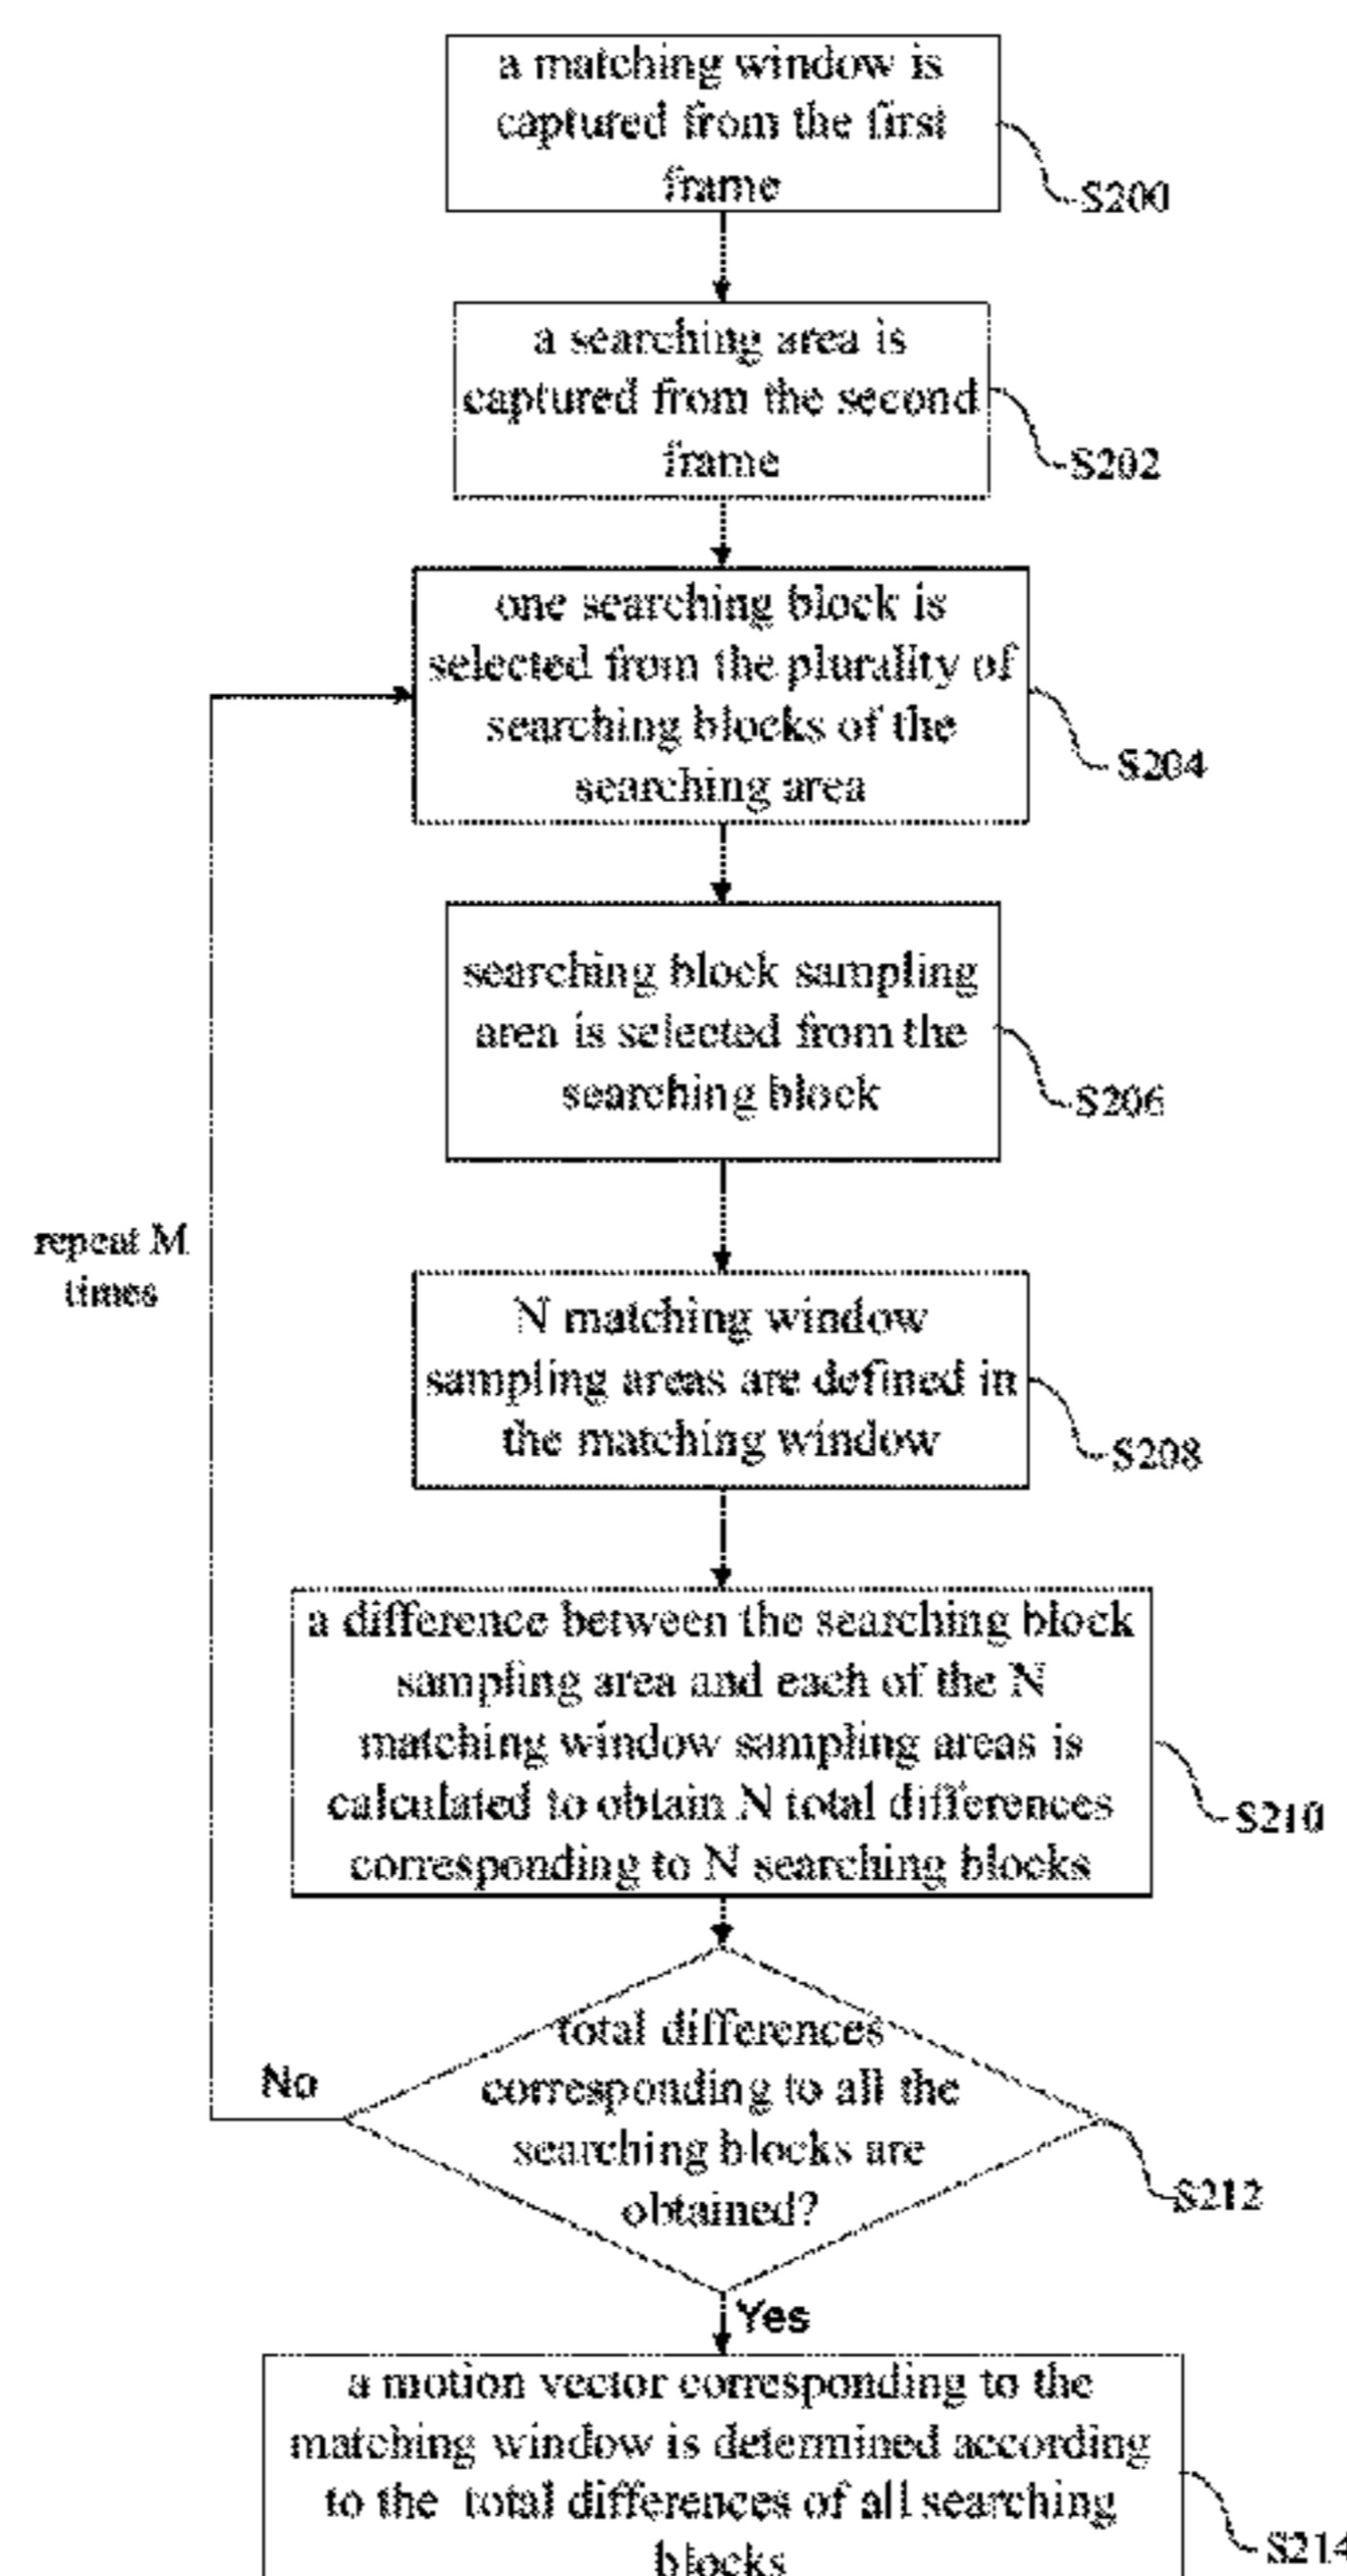 a matching window is
captured from the first
frame
S200
a searching area is
captured from the second
frame
S202
one searching block is
selected from the plurality of
searching blocks of the
searching area
S204
searching block sampling
area is selected from the
searching block
S206
repeat M
times
N matching window
sampling areas are defined in
the matching window
S208
a difference between the searching block
sampling area and each of the N
matching window sampling areas is
calculated to obtain N total differences
corresponding to N searching blocks
S210
total differences
corresponding to all the
searching blocks are
obtained?
No
S212
Yes
a motion vector corresponding to the
matching window is determined according
to the total differences of all searching
blocks
S214